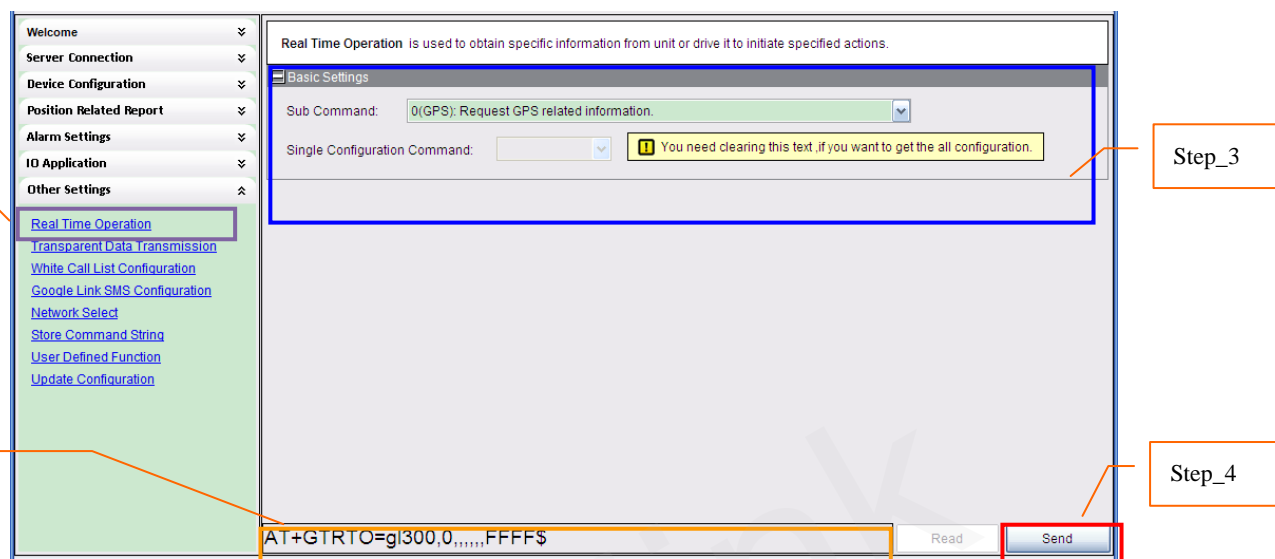 Welcome
Server Connection
Device Configuration
Position Related Report
Alarm Settings
IO Application
Other Settings
Real Time Operation
Transparent Data Transmission
White Call List Configuration
Google Link SMS Configuration
Network Select
Store Command String
User Defined Function
Update Configuration
Real Time Operation is used to obtain specific information from unit or drive it to initiate specified actions.
Basic Settings
Sub Command: 0(GPS): Request GPS related information.
Single Configuration Command: You need clearing this text ,if you want to get the all configuration.
Step_3
Step_4
AT+GTRTO=gl300,0,,,,,,FFFF$
Read
Send